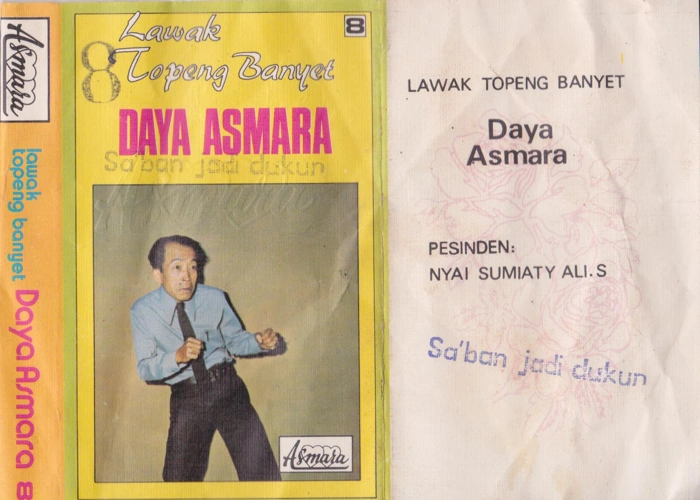 Asmara
lawak
topeng banyet
Daya Asmara
8
8
Lawak
8
Topeng Banyet
DAYA ASMARA
Sa'ban jadi dukun
Asmara
LAWAK TOPENG BANYET
Daya
Asmara
PESINDEN:
NYAI SUMIATY ALI.S
Sa'ban jadi dukun